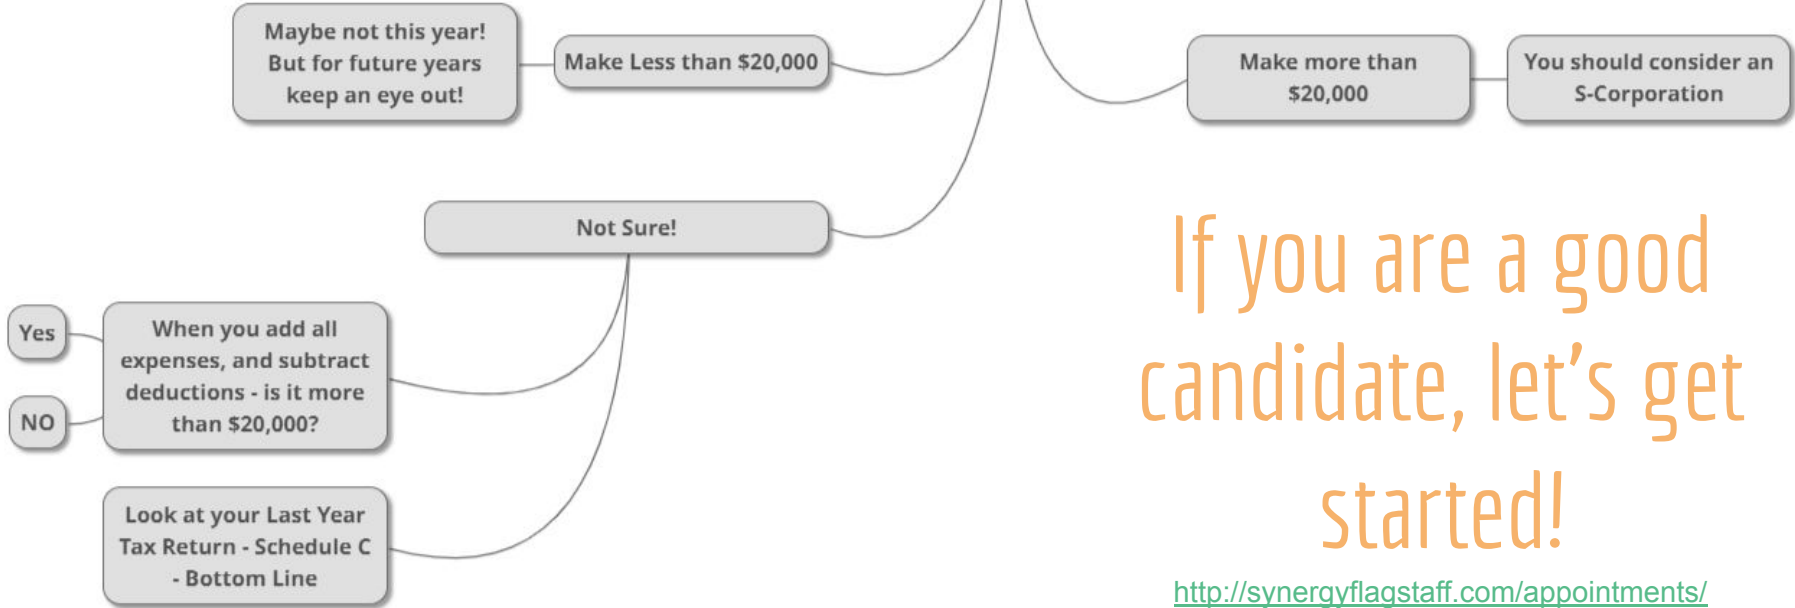 Maybe not this year!
But for future years
keep an eye out!
Make Less than $20,000
Make more than
$20,000
You should consider an
S-Corporation
Not Sure!
Yes
NO
When you add all
expenses, and subtract
deductions - is it more
than $20,000?
Look at your Last Year
Tax Return - Schedule C
- Bottom Line
If you are a good
candidate, let's get
started!
http://synergyflagstaff.com/appointments/